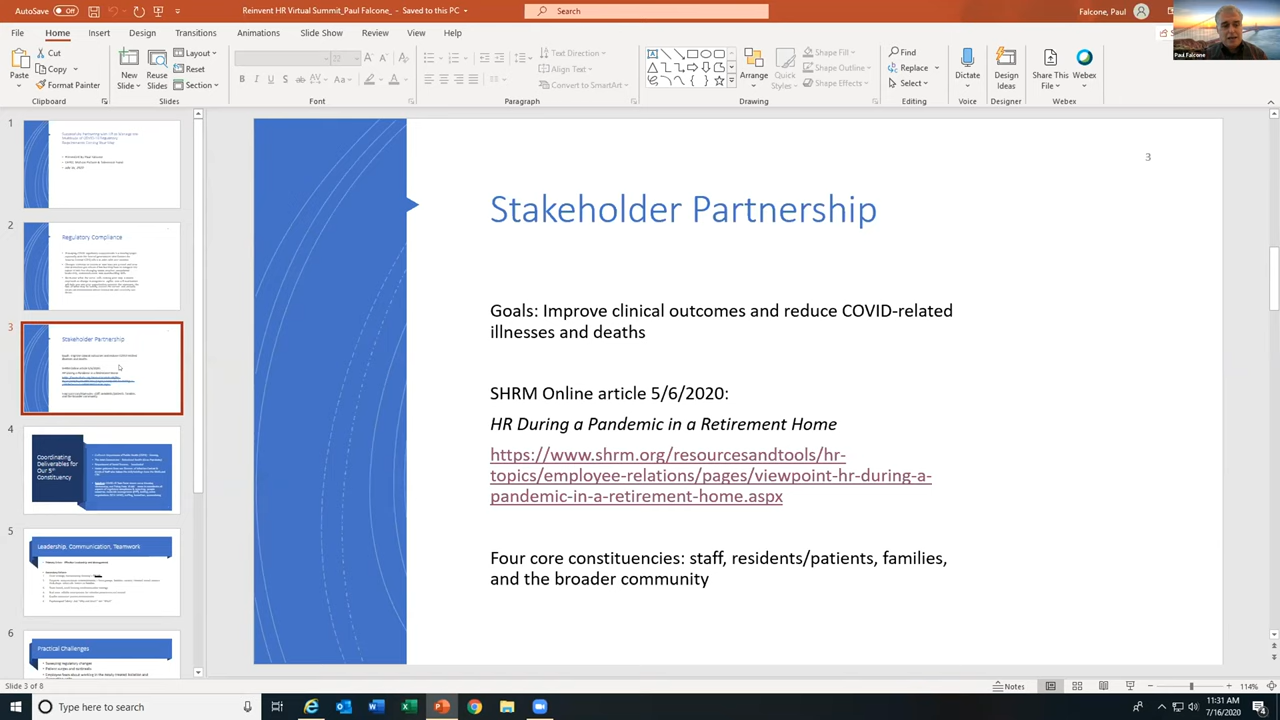 Reinvent HR Virtual Summit_Paul Falcone_ - Saved to this PC
Search
Falcone, Paul
Paul Falcone
File Home Insert Design Transitions Animations Slide Show Review View Help
Paste
Cut
Copy
Format Painter
Clipboard
New Slide
Reuse Slides
Layout
Reset
Section
Slides
22
B I U S ab AV Aa A
Font
Text Direction
Align Text
Convert to SmartArt
Paragraph
Arrange
Quick Styles
Shape Fill
Shape Outline
Shape Effects
Drawing
Find
Replace
Select
Editing
Dictate
Voice
Design Ideas
Designer
Share This File
Webex
Webex
1
2
Regulatory Compliance
3
Stakeholder Partnership
4
Coordinating
Deliverables for
Our 5th
Constituency
Leadership, Communication, Teamwork
6
Practical Challenges
3
Stakeholder Partnership
Goals: Improve clinical outcomes and reduce COVID-related
illnesses and deaths
SHRM Online article 5/6/2020:
HR During a Pandemic in a Retirement Home
https://www.shrm.org/resourcesandtools/hr-
topics/employee-relations/pages/viewpoint-hr-during-a-
pandemic-in-a-retirement-home.aspx
Four core constituencies: staff, residents/patients, families,
and the broader community
Slide 3 of 8
Notes
114%
Type here to search
11:31 AM
7/16/2020
4